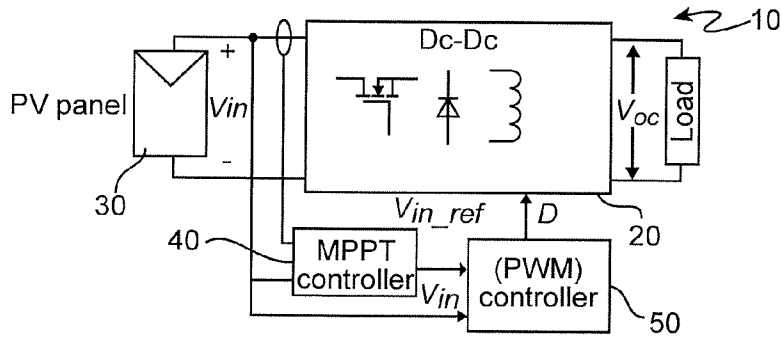 10
Dc-Dc
+
PV panel
Vin
Voc
Load
-
30
Vin_ref
D
20
40
MPPT
controller
(PWM)
controller
Vin
50